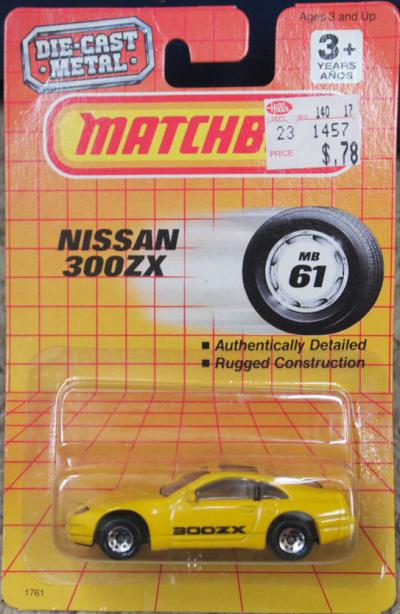 Ages 3 and Up
DIE-CAST
METAL
3+
YEARS
AÑOS
MATCHB
140 17
23 1457
PRICE $.78
NISSAN
300ZX
MB
61
■ Authentically Detailed
■ Rugged Construction
300ZX
1761